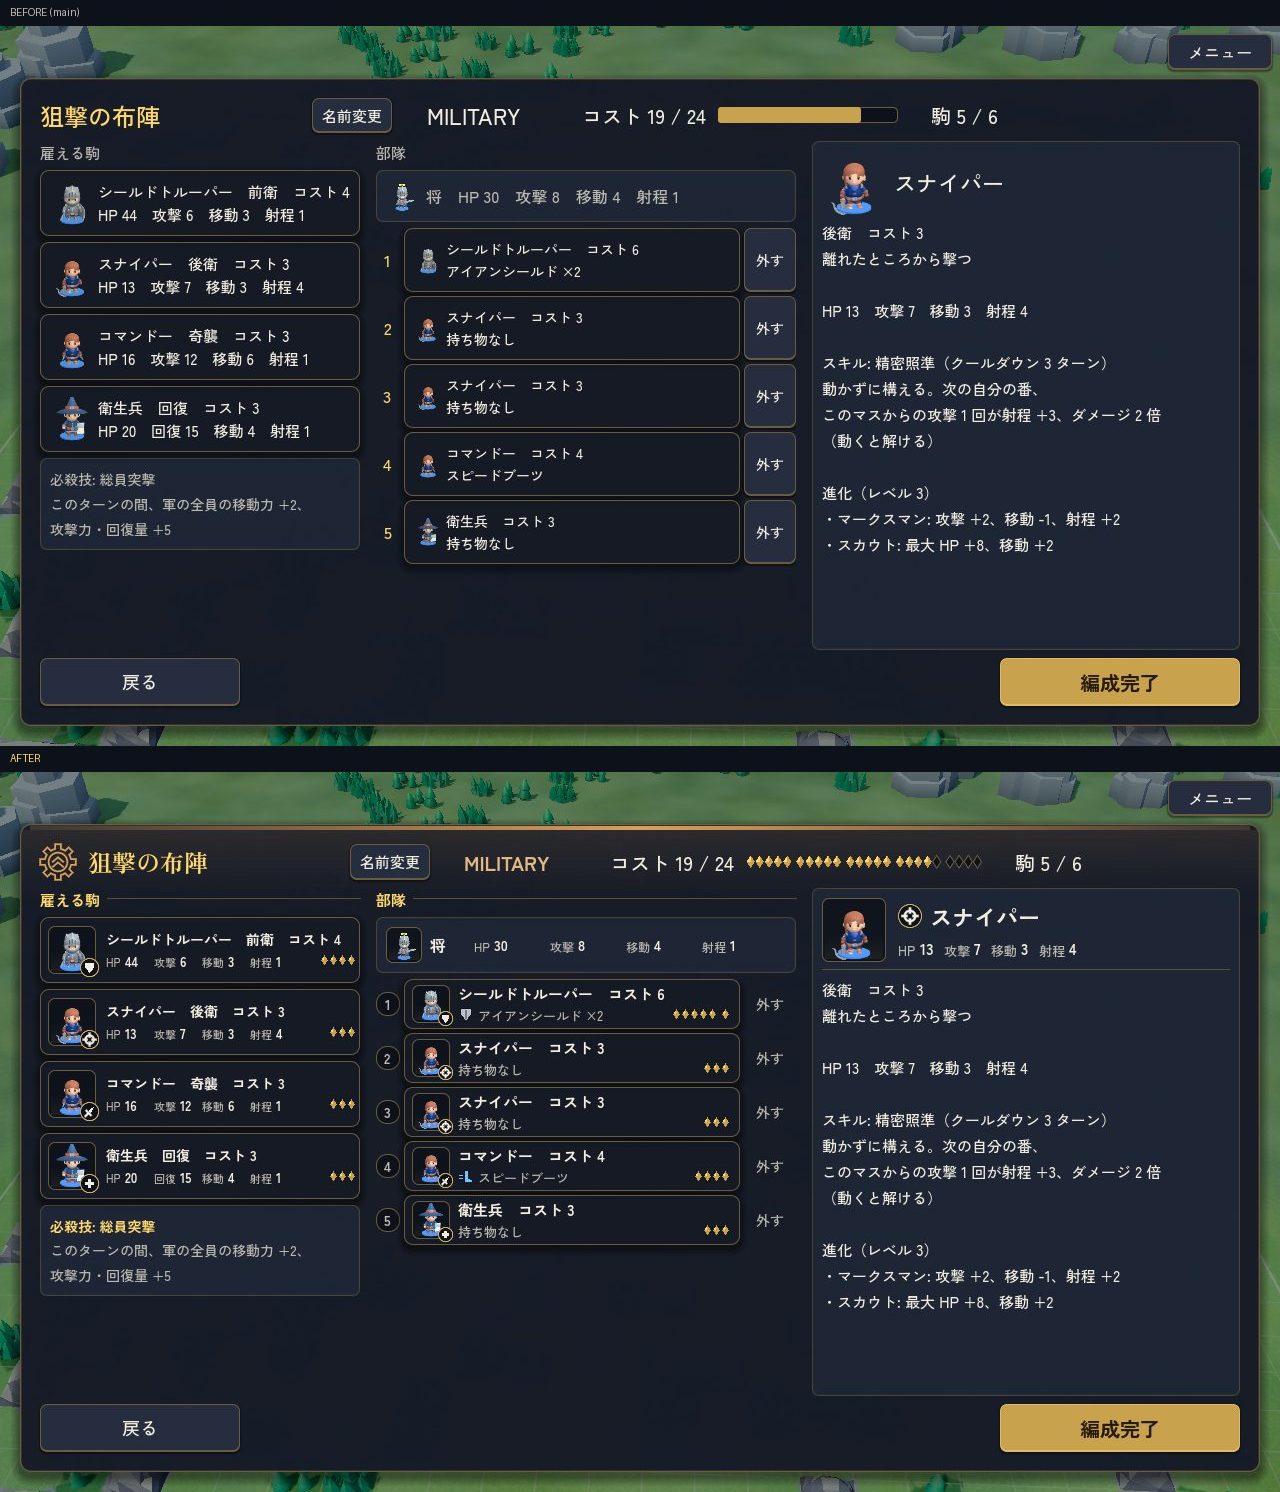 BEFORE (main)
メニュー
狙撃の布陣
名前変更
MILITARY
コスト 19 / 24
駒 5 / 6
雇える駒
シールドトルーパー 前衛 コスト 4
HP 44 攻撃 6 移動 3 射程 1
スナイパー 後衛 コスト 3
HP 13 攻撃 7 移動 3 射程 4
コマンドー 奇襲 コスト 3
HP 16 攻撃 12 移動 6 射程 1
衛生兵 回復 コスト 3
HP 20 回復 15 移動 4 射程 1
必殺技: 総員突撃
このターンの間、軍の全員の移動力 +2、
攻撃力・回復量 +5
部隊
将 HP 30 攻撃 8 移動 4 射程 1
1
シールドトルーパー コスト 6
アイアンシールド ×2
外す
2
スナイパー コスト 3
持ち物なし
外す
3
スナイパー コスト 3
持ち物なし
外す
4
コマンドー コスト 4
スピードブーツ
外す
5
衛生兵 コスト 3
持ち物なし
外す
スナイパー
後衛 コスト 3
離れたところから撃つ
HP 13 攻撃 7 移動 3 射程 4
スキル: 精密照準（クールダウン 3 ターン）
動かずに構える。次の自分の番、
このマスからの攻撃 1 回が射程 +3、ダメージ 2 倍
（動くと解ける）
進化（レベル 3）
・マークスマン: 攻撃 +2、移動 -1、射程 +2
・スカウト: 最大 HP +8、移動 +2
戻る
編成完了
AFTER
メニュー
狙撃の布陣
名前変更
MILITARY
コスト 19 / 24
駒 5 / 6
雇える駒
シールドトルーパー 前衛 コスト 4
HP 44 攻撃 6 移動 3 射程 1
スナイパー 後衛 コスト 3
HP 13 攻撃 7 移動 3 射程 4
コマンドー 奇襲 コスト 3
HP 16 攻撃 12 移動 6 射程 1
衛生兵 回復 コスト 3
HP 20 回復 15 移動 4 射程 1
必殺技: 総員突撃
このターンの間、軍の全員の移動力 +2、
攻撃力・回復量 +5
部隊
将 HP 30 攻撃 8 移動 4 射程 1
1
シールドトルーパー コスト 6
アイアンシールド ×2
外す
2
スナイパー コスト 3
持ち物なし
外す
3
スナイパー コスト 3
持ち物なし
外す
4
コマンドー コスト 4
スピードブーツ
外す
5
衛生兵 コスト 3
持ち物なし
外す
スナイパー
HP 13 攻撃 7 移動 3 射程 4
後衛 コスト 3
離れたところから撃つ
HP 13 攻撃 7 移動 3 射程 4
スキル: 精密照準（クールダウン 3 ターン）
動かずに構える。次の自分の番、
このマスからの攻撃 1 回が射程 +3、ダメージ 2 倍
（動くと解ける）
進化（レベル 3）
・マークスマン: 攻撃 +2、移動 -1、射程 +2
・スカウト: 最大 HP +8、移動 +2
戻る
編成完了